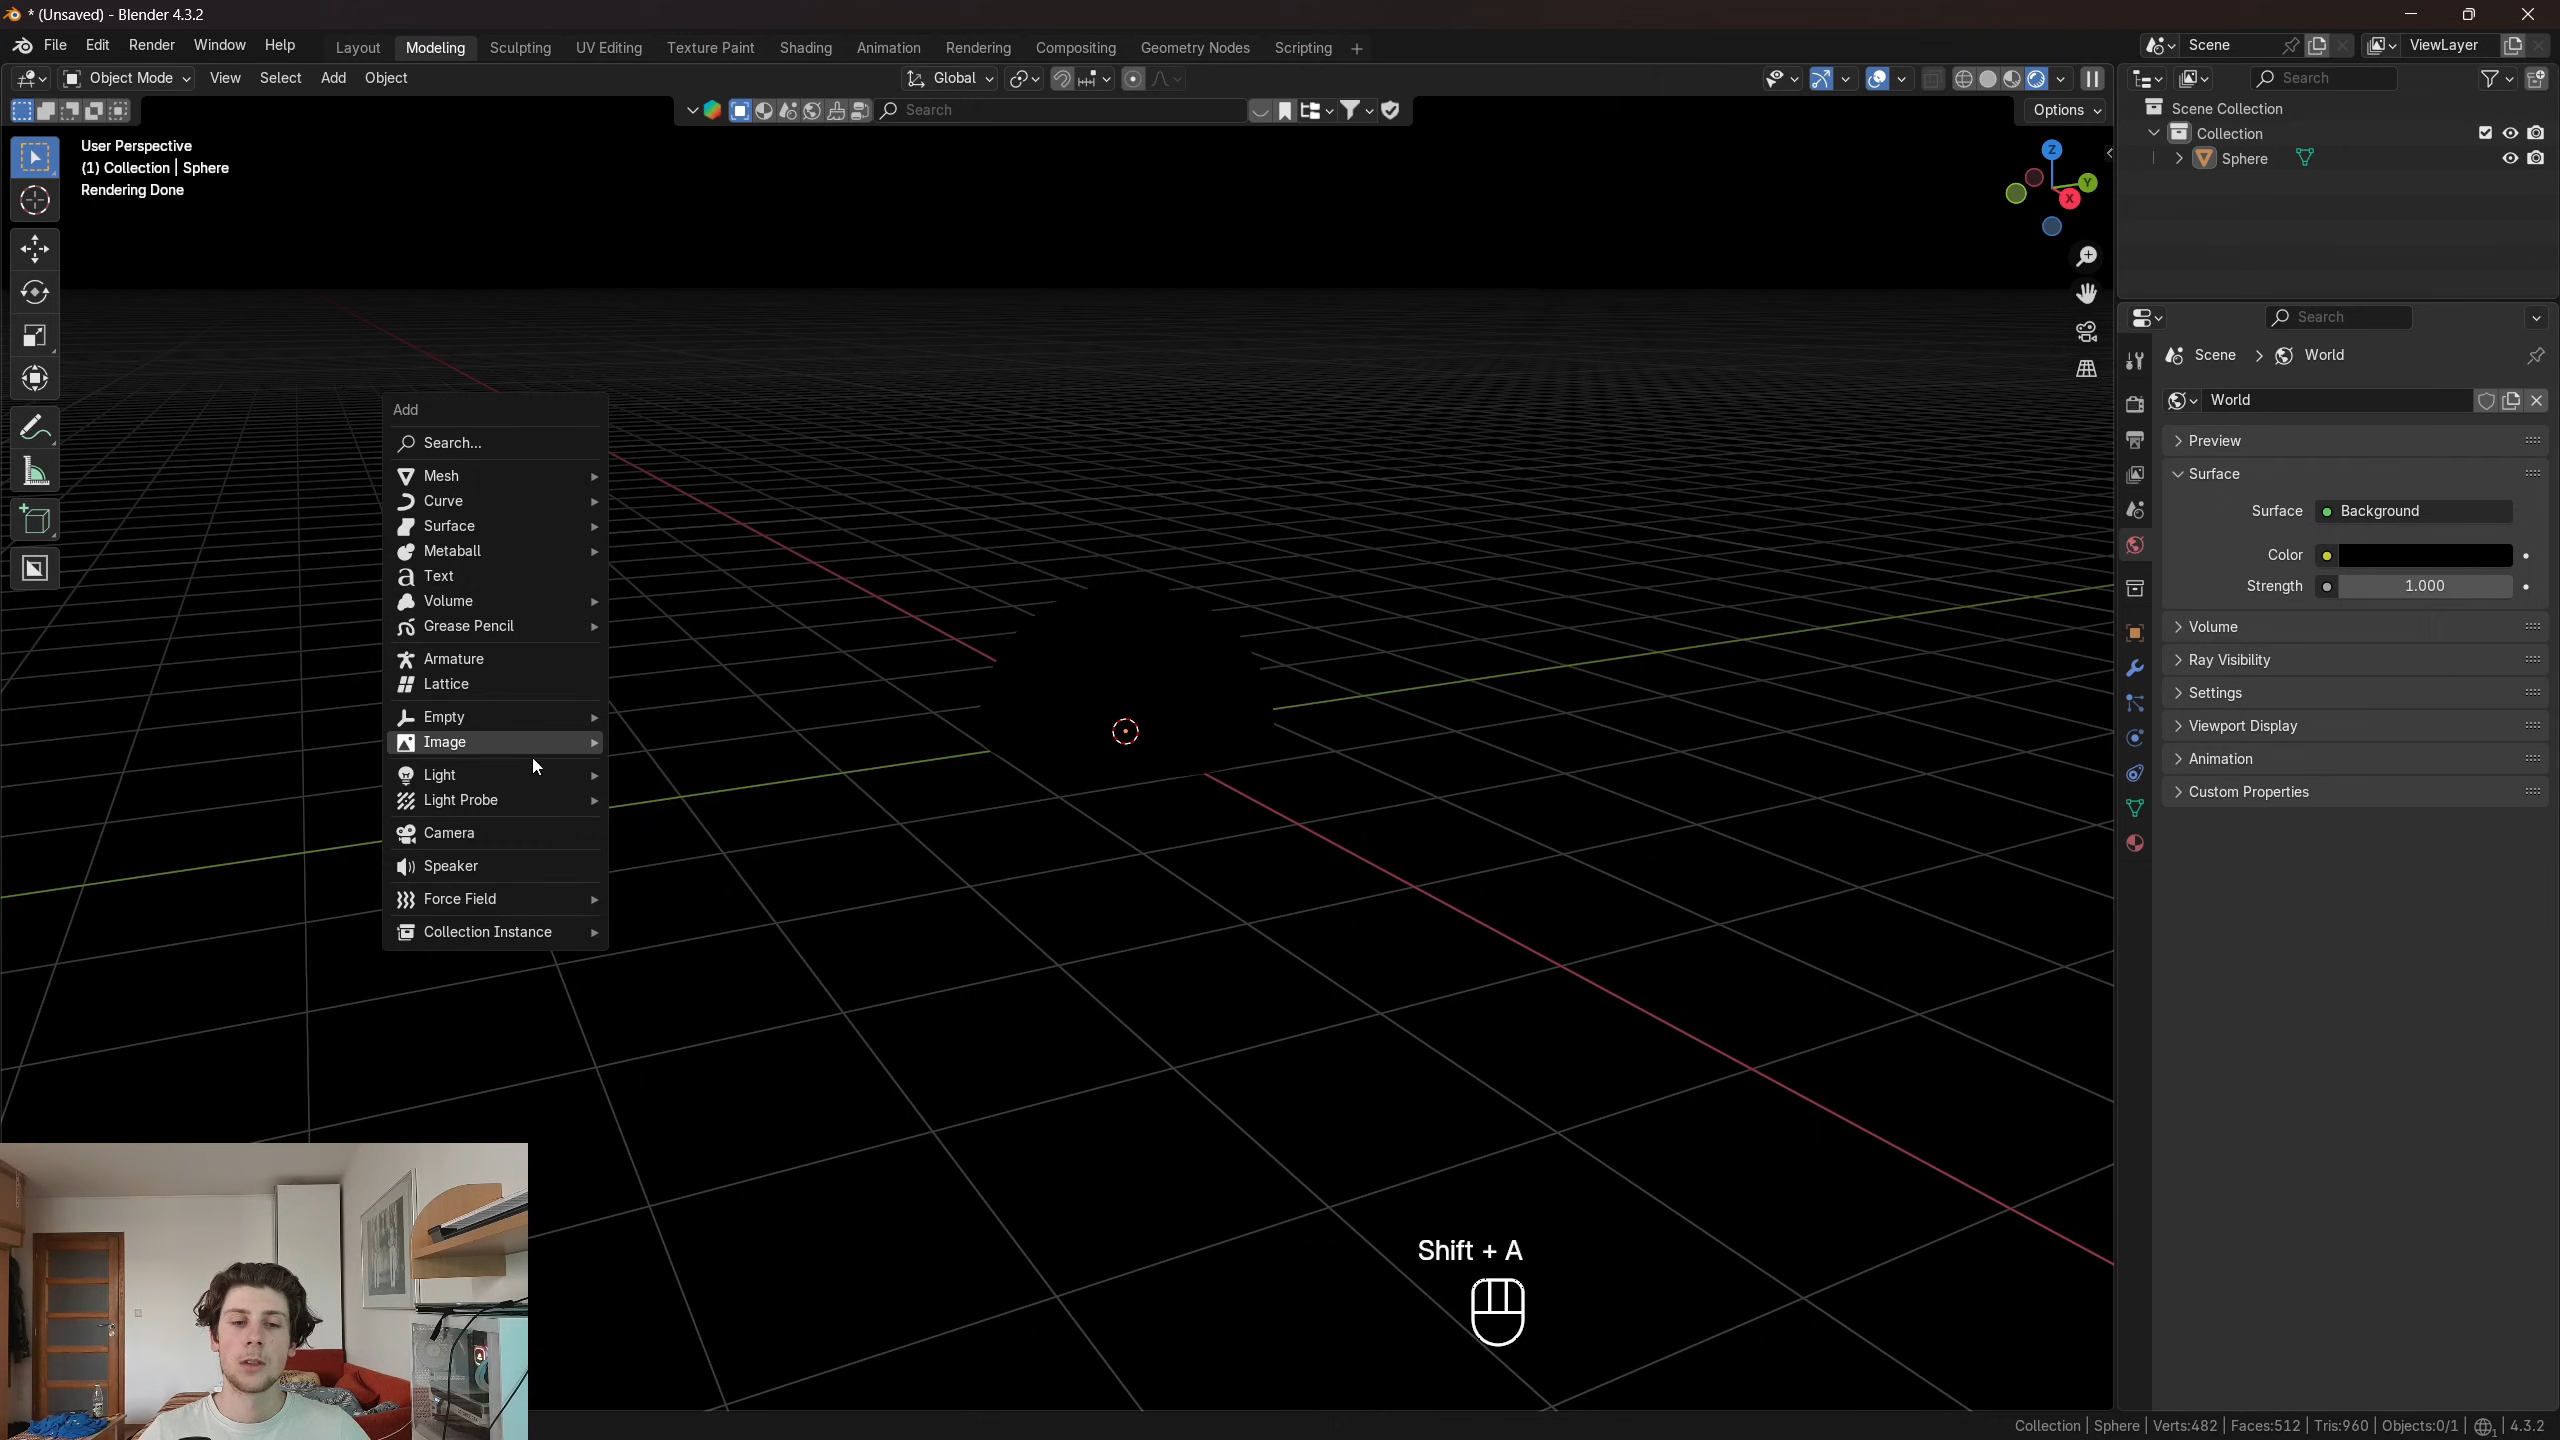 * (Unsaved) - Blender 4.3.2
File Edit Render Window Help
Layout Modeling Sculpting UV Editing Texture Paint Shading Animation Rendering Compositing Geometry Nodes Scripting +
Scene
ViewLayer
Object Mode View Select Add Object
Global
Search
Search
Options
User Perspective
(1) Collection | Sphere
Rendering Done
Z
Y
X
Scene Collection
Collection
Sphere
Search
Scene > World
World
Preview
Surface
Surface Background
Color
Strength 1.000
Volume
Ray Visibility
Settings
Viewport Display
Animation
Custom Properties
Add
Search...
Mesh
Curve
Surface
Metaball
Text
Volume
Grease Pencil
Armature
Lattice
Empty
Image
Light
Light Probe
Camera
Speaker
Force Field
Collection Instance
Shift + A
Collection | Sphere | Verts:482 | Faces:512 | Tris:960 | Objects:0/1 | 4.3.2